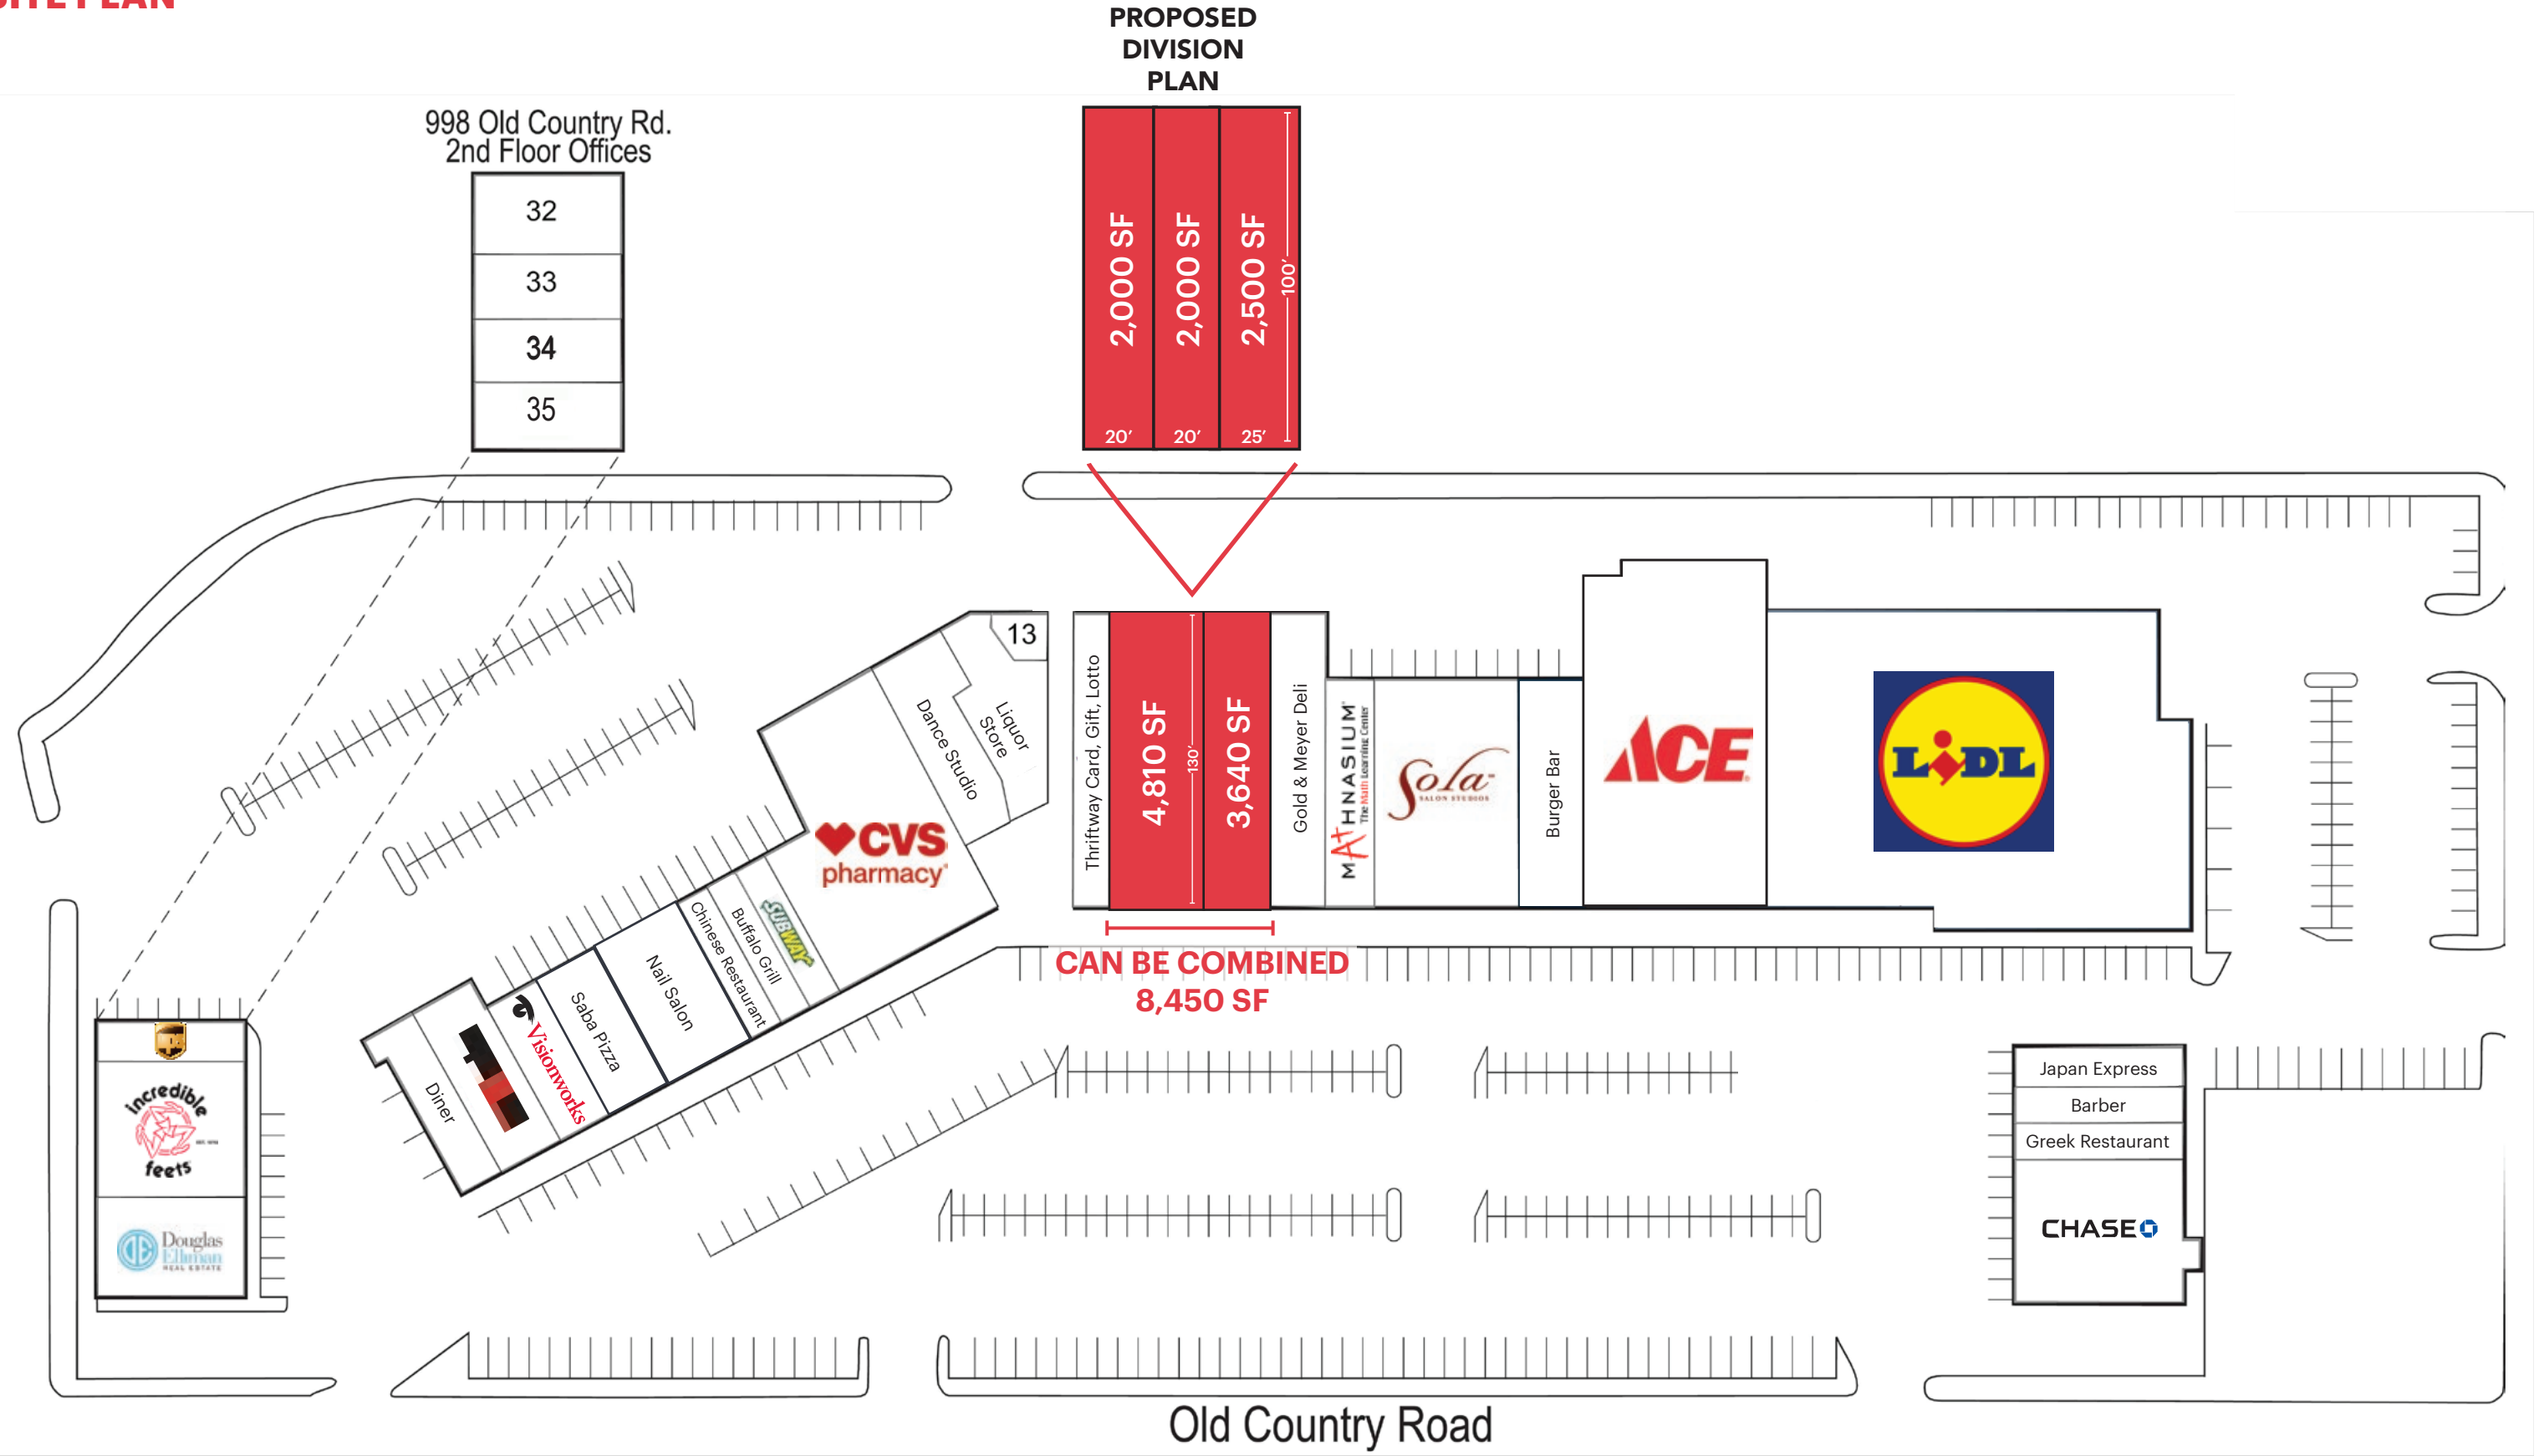 SITE PLAN
PROPOSED
DIVISION
PLAN
998 Old Country Rd.
2nd Floor Offices
32
33
34
35
2,000 SF
2,000 SF
2,500 SF
100'
20'
20'
25'
13
Liquor
Store
Dance Studio
CVS
pharmacy
SUBWAY
Buffalo Grill
Chinese Restaurant
Nail Salon
Saba Pizza
Visionworks
Diner
Thriftway Card, Gift, Lotto
4,810 SF
130'
3,640 SF
Gold & Meyer Deli
MATHNASIUM
The Math Learning Center
Sola
SALON STUDIOS
Burger Bar
ACE
LIDL
CAN BE COMBINED
8,450 SF
incredible
feets
Douglas
Elliman
REAL ESTATE
Japan Express
Barber
Greek Restaurant
CHASE
Old Country Road